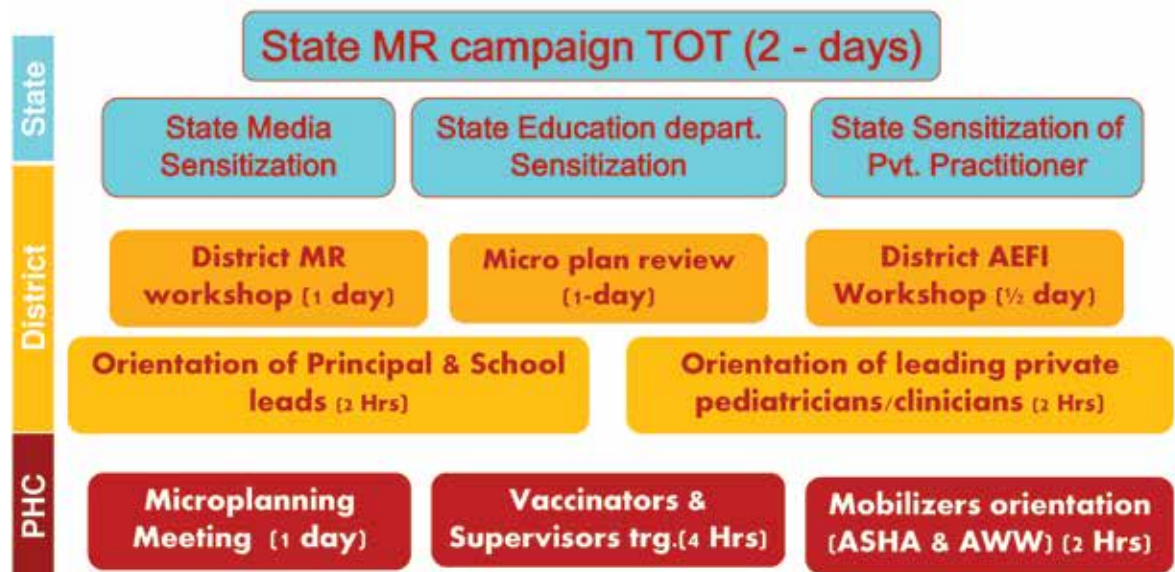 State
State MR campaign TOT (2 - days)
State Media
Sensitization
State Education depart.
Sensitization
State Sensitization of
Pvt. Practitioner
District
District MR
workshop (1 day)
Micro plan review
(1-day)
District AEFI
Workshop (½ day)
Orientation of Principal & School
leads (2 Hrs)
Orientation of leading private
pediatricians/clinicians (2 Hrs)
PHC
Microplanning
Meeting (1 day)
Vaccinators &
Supervisors trg.(4 Hrs)
Mobilizers orientation
(ASHA & AWW) (2 Hrs)